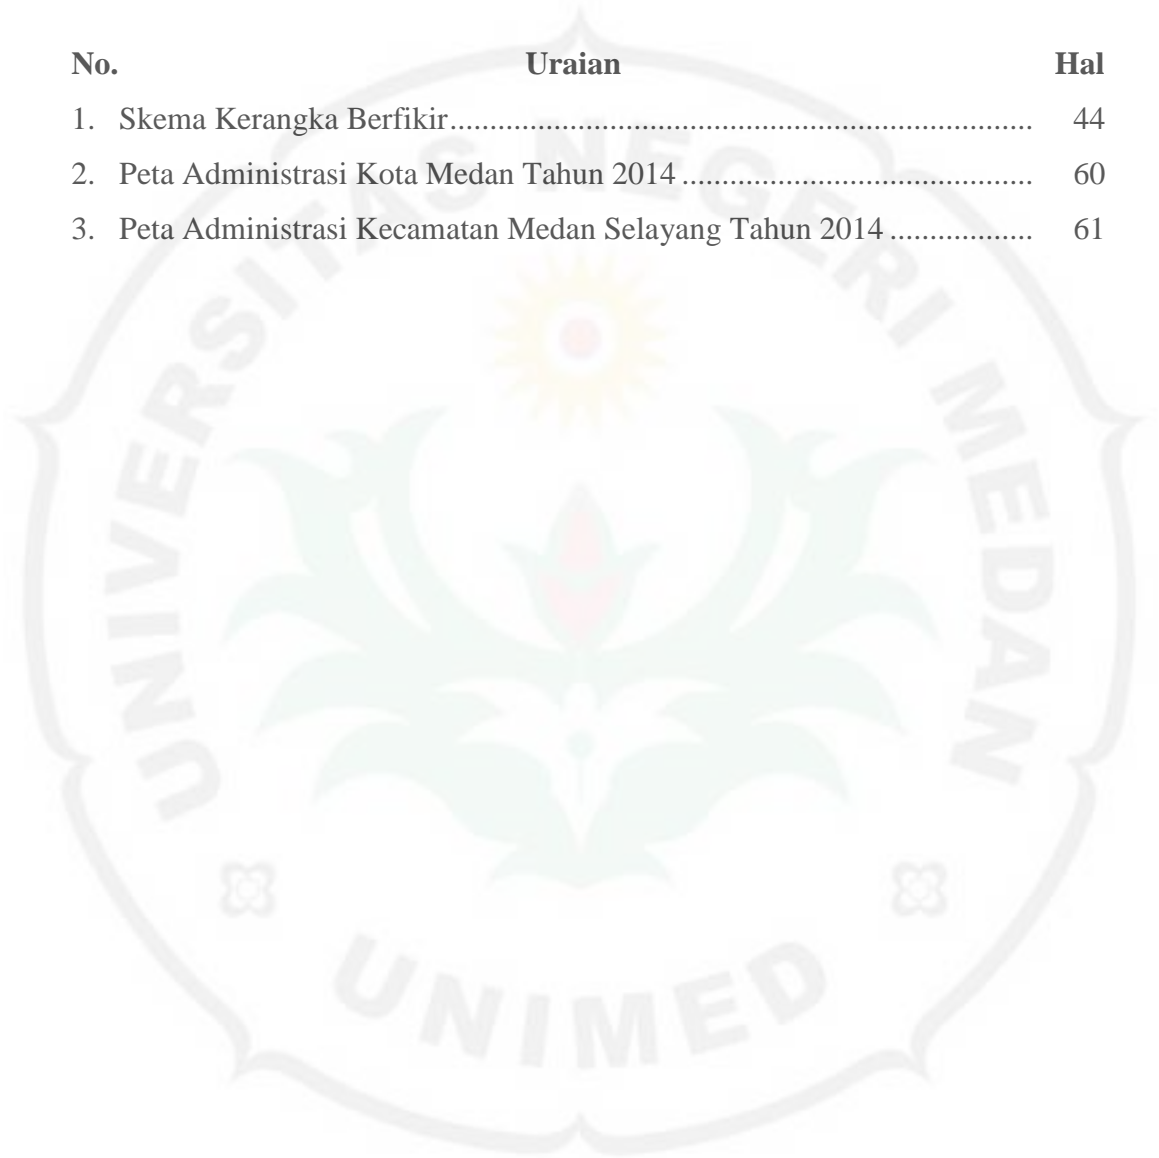 No. Uraian Hal
1. Skema Kerangka Berfikir.......................................................................... 44
2. Peta Administrasi Kota Medan Tahun 2014 ............................................ 60
3. Peta Administrasi Kecamatan Medan Selayang Tahun 2014 .................. 61
UNIVERSITAS NEGERI MEDAN
UNIMED